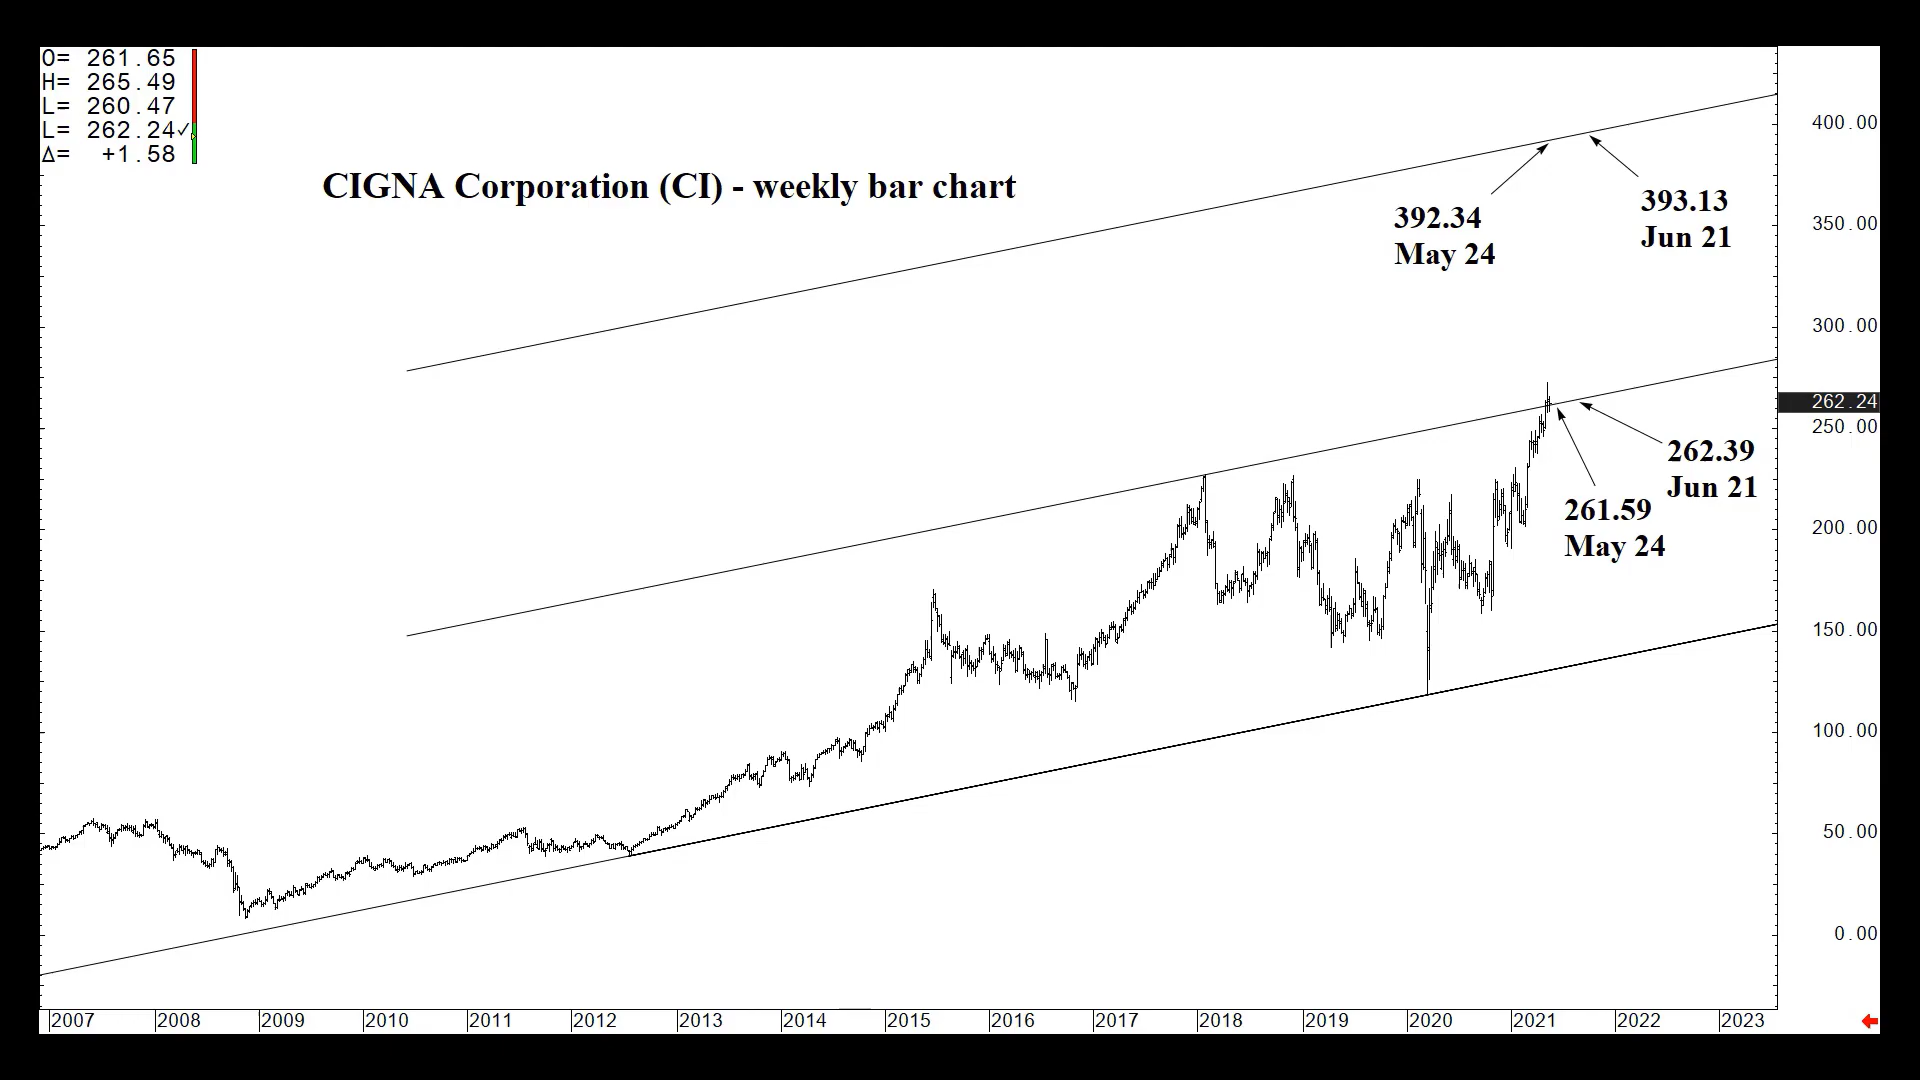 O= 261.65
H= 265.49
L= 260.47
L= 262.24✓
Δ= +1.58
CIGNA Corporation (CI) - weekly bar chart
392.34
May 24
393.13
Jun 21
262.39
Jun 21
261.59
May 24
400.00
350.00
300.00
262.24
250.00
200.00
150.00
100.00
50.00
0.00
2007 2008 2009 2010 2011 2012 2013 2014 2015 2016 2017 2018 2019 2020 2021 2022 2023